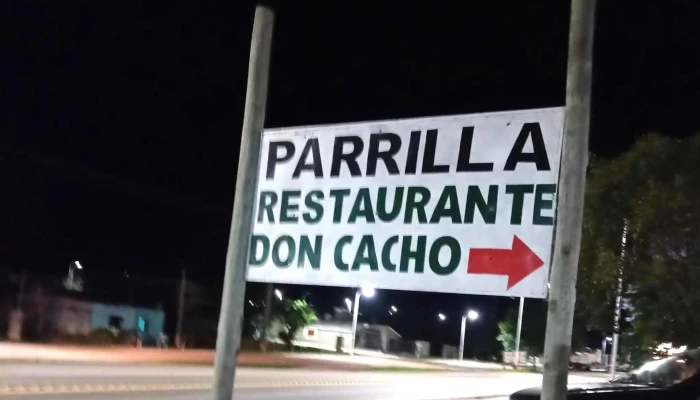 PARRILLA
RESTAURANTE
DON CACHO